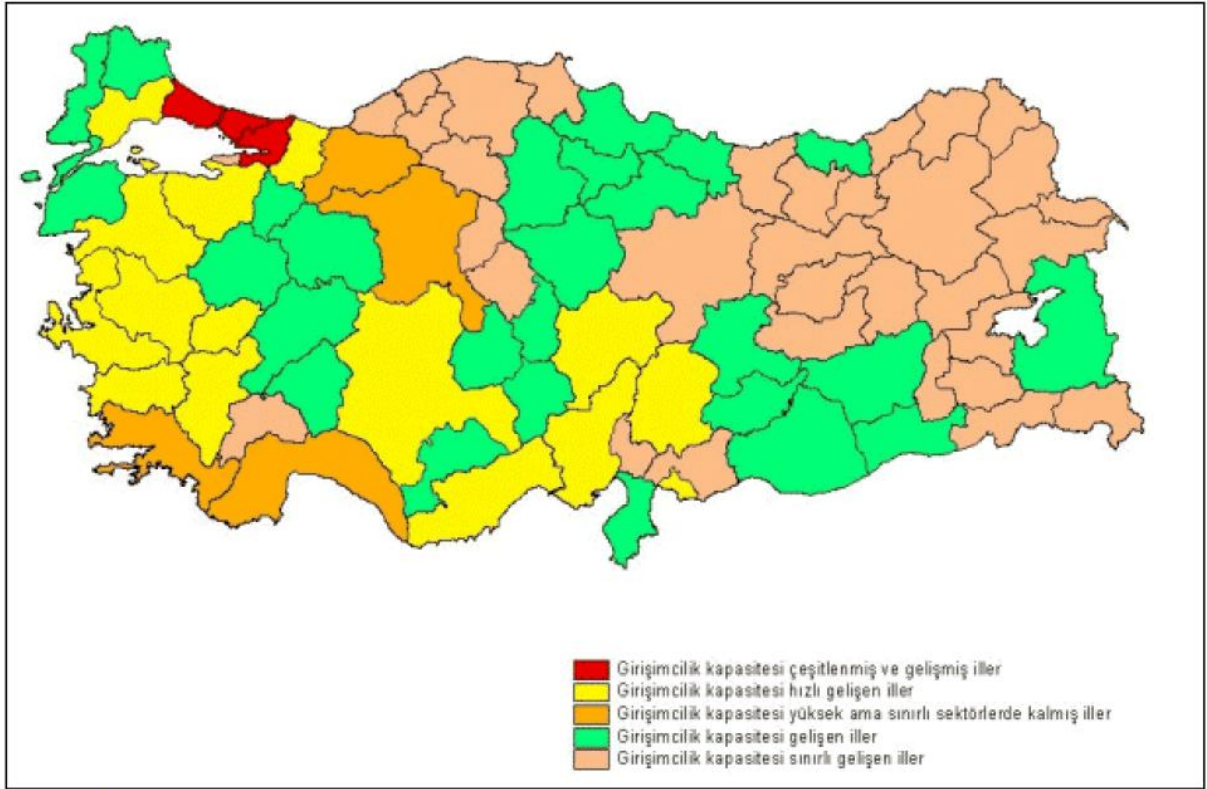 Girişimcilik kapasitesi çeşitlenmiş ve gelişmiş iller
Girişimcilik kapasitesi hızlı gelişen iller
Girişimcilik kapasitesi yüksek ama sınırlı sektörlerde kalmış iller
Girişimcilik kapasitesi gelişen iller
Girişimcilik kapasitesi sınırlı gelişen iller